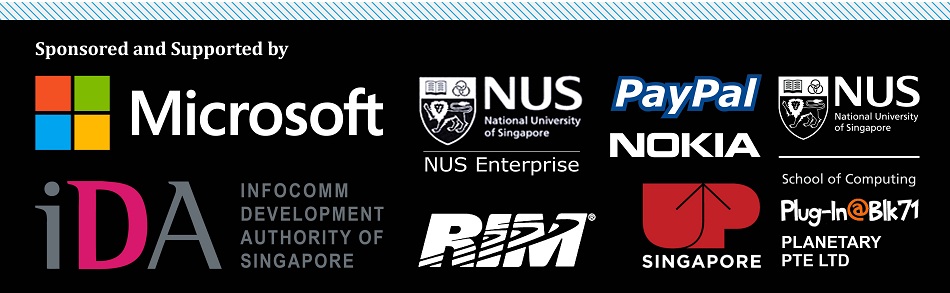 Sponsored and Supported by
Microsoft
iDA
INFOCOMM
DEVELOPMENT
AUTHORITY OF
SINGAPORE
NUS
National University
of Singapore
NUS Enterprise
RIM®
PayPal
NOKIA
UP
SINGAPORE
NUS
National University
of Singapore
School of Computing
Plug-In@Blk71
PLANETARY
PTE LTD